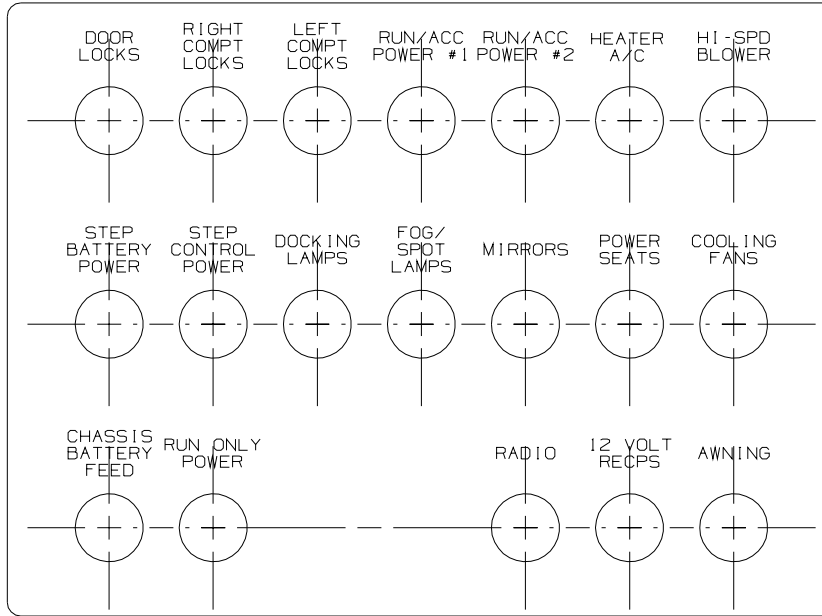 DOOR
LOCKS
RIGHT
COMPT
LOCKS
LEFT
COMPT
LOCKS
RUN/ACC
POWER #1
RUN/ACC
POWER #2
HEATER
A/C
HI-SPD
BLOWER
STEP
BATTERY
POWER
STEP
CONTROL
POWER
DOCKING
LAMPS
FOG/
SPOT
LAMPS
MIRRORS
POWER
SEATS
COOLING
FANS
CHASSIS
BATTERY
FEED
RUN ONLY
POWER
RADIO
12 VOLT
RECPS
AWNING